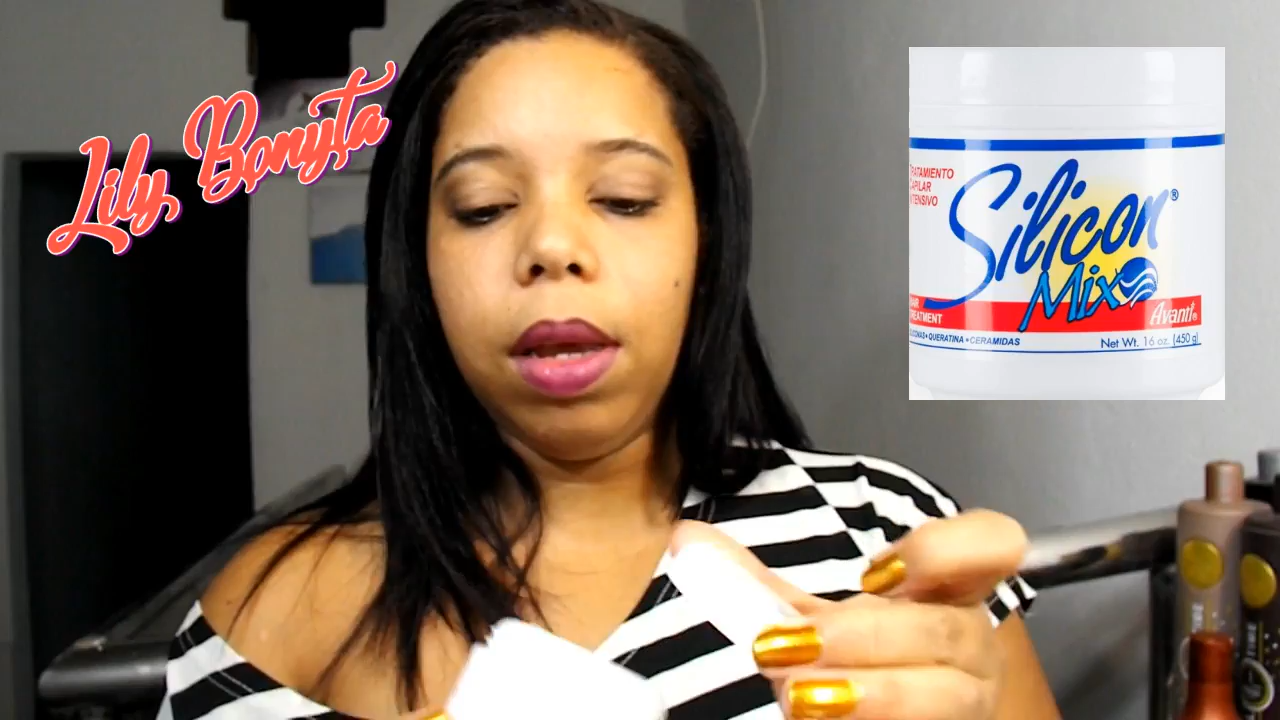 Lily Bonyta
TRATAMIENTO
CAPILAR
INTENSIVO
Silicon®
Mix
HAIR
TREATMENT
Avanti®
SILICONAS•QUERATINA•CERAMIDAS
Net Wt. 16 oz. (450 g)